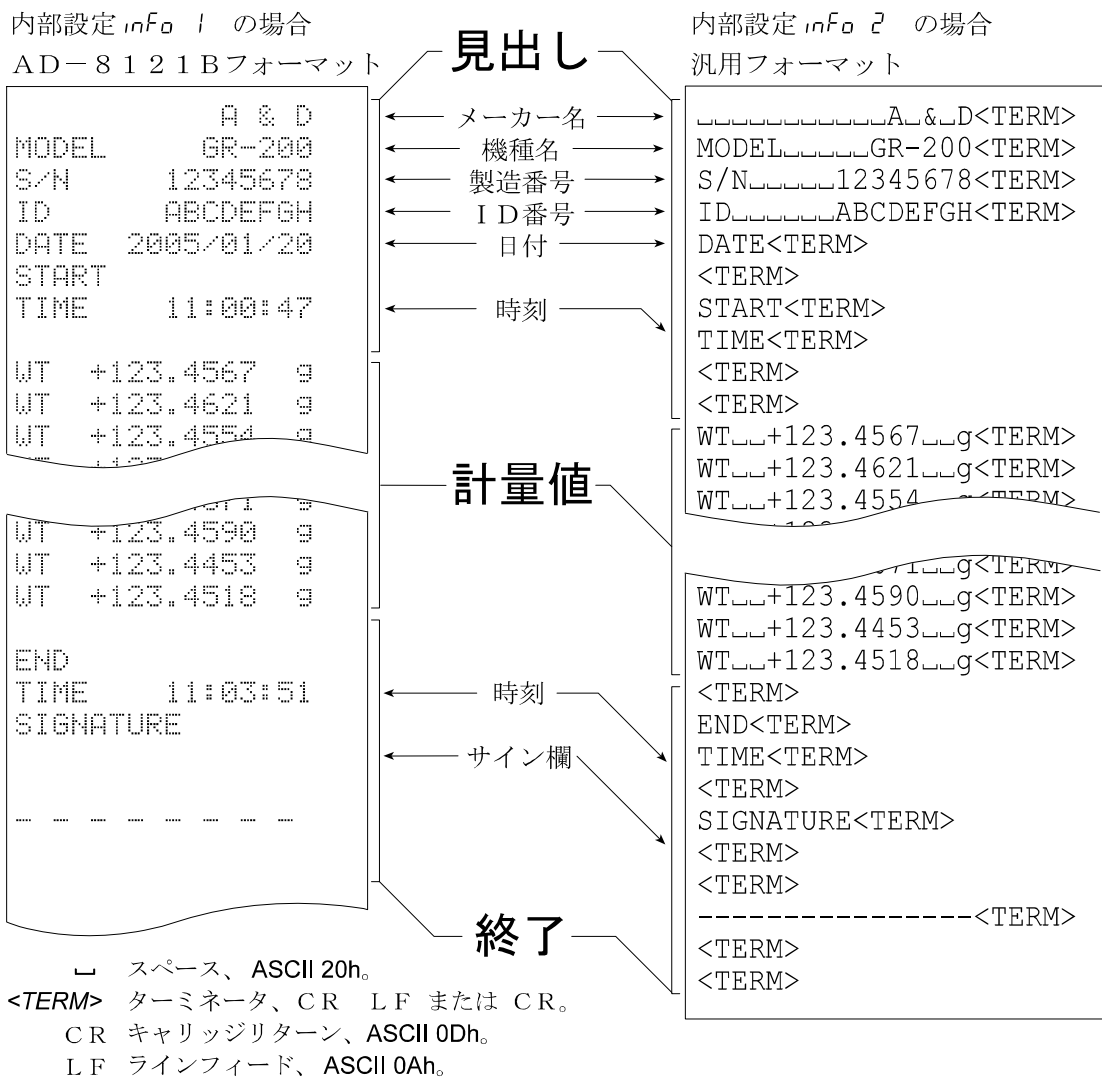 内部設定 info 1 の場合
AD－8121Bフォーマット
A & D
MODEL GR-200
S/N 12345678
ID ABCDEFGH
DATE 2005/01/20
START
TIME 11:00:47
WT +123.4567 g
WT +123.4621 g
WT +123.4554 g
WT +123.4590 g
WT +123.4453 g
WT +123.4518 g
END
TIME 11:03:51
SIGNATURE
_ _ _ _ _ _ _ _
見出し
メーカー名
機種名
製造番号
ＩＤ番号
日付
時刻
計量値
時刻
サイン欄
終了
内部設定 info 2 の場合
汎用フォーマット
␣␣␣␣␣␣␣␣␣␣␣A␣&␣D<TERM>
MODEL␣␣␣␣␣GR-200<TERM>
S/N␣␣␣␣␣12345678<TERM>
ID␣␣␣␣␣␣ABCDEFGH<TERM>
DATE<TERM>
<TERM>
START<TERM>
TIME<TERM>
<TERM>
<TERM>
WT␣␣+123.4567␣␣g<TERM>
WT␣␣+123.4621␣␣g<TERM>
WT␣␣+123.4554␣␣g<TERM>
71␣␣g<TERM>
WT␣␣+123.4590␣␣g<TERM>
WT␣␣+123.4453␣␣g<TERM>
WT␣␣+123.4518␣␣g<TERM>
<TERM>
END<TERM>
TIME<TERM>
<TERM>
SIGNATURE<TERM>
<TERM>
<TERM>
----------------<TERM>
<TERM>
<TERM>
␣ スペース、ASCII 20h。
<TERM> ターミネータ、ＣＲ ＬＦ または ＣＲ。
ＣＲ キャリッジリターン、ASCII 0Dh。
ＬＦ ラインフィード、ASCII 0Ah。